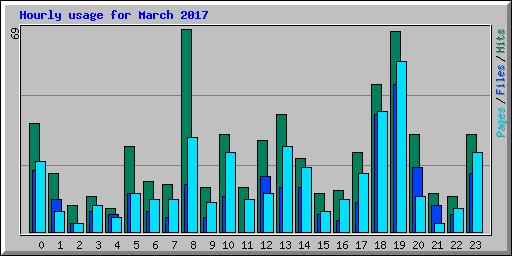 Hourly usage for March 2017
69
Pages/Files/Hits
0 1 2 3 4 5 6 7 8 9 10 11 12 13 14 15 16 17 18 19 20 21 22 23